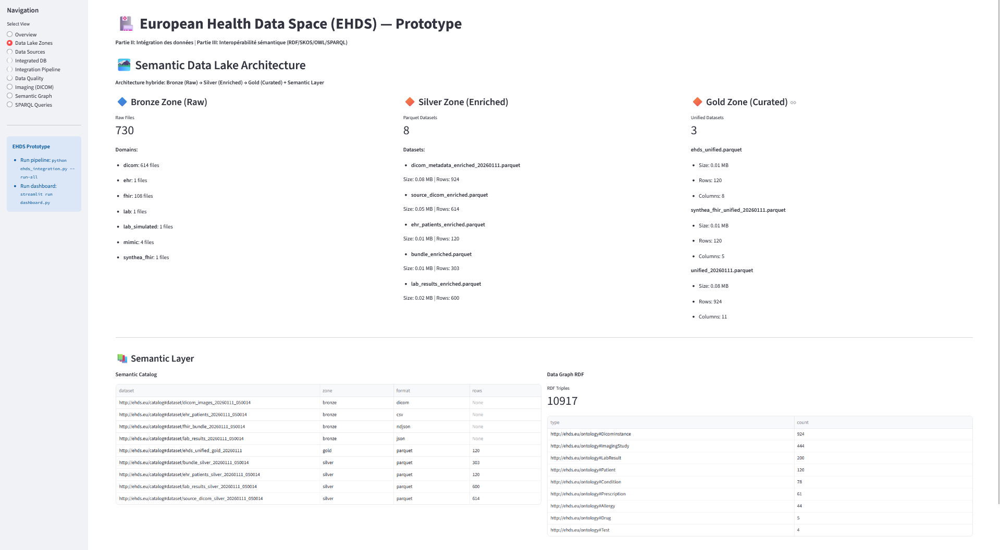 Navigation
Select View
Overview
Data Lake Zones
Data Sources
Integrated DB
Integration Pipeline
Data Quality
Imaging (DICOM)
Semantic Graph
SPARQL Queries
EHDS Prototype
Run pipeline: python
ehds_integration.py --
run-all
Run dashboard:
streamlit run
dashboard.py
European Health Data Space (EHDS) — Prototype
Partie II: Intégration des données | Partie III: Interopérabilité sémantique (RDF/SKOS/OWL/SPARQL)
Semantic Data Lake Architecture
Architecture hybride: Bronze (Raw) → Silver (Enriched) → Gold (Curated) + Semantic Layer
Bronze Zone (Raw)
Raw Files
730
Domains:
dicom: 614 files
ehr: 1 files
fhir: 108 files
lab: 1 files
lab_simulated: 1 files
mimic: 4 files
synthea_fhir: 1 files
Silver Zone (Enriched)
Parquet Datasets
8
Datasets:
dicom_metadata_enriched_20260111.parquet
Size: 0.08 MB | Rows: 924
source_dicom_enriched.parquet
Size: 0.05 MB | Rows: 614
ehr_patients_enriched.parquet
Size: 0.01 MB | Rows: 120
bundle_enriched.parquet
Size: 0.01 MB | Rows: 303
lab_results_enriched.parquet
Size: 0.02 MB | Rows: 600
Gold Zone (Curated)
Unified Datasets
3
ehds_unified.parquet
Size: 0.01 MB
Rows: 120
Columns: 8
synthea_fhir_unified_20260111.parquet
Size: 0.01 MB
Rows: 120
Columns: 5
unified_20260111.parquet
Size: 0.08 MB
Rows: 924
Columns: 11
Semantic Layer
Semantic Catalog
dataset zone format rows
http://ehds.eu/catalog#dataset/dicom_images_20260111_050014 bronze dicom None
http://ehds.eu/catalog#dataset/ehr_patients_20260111_050014 bronze csv None
http://ehds.eu/catalog#dataset/fhir_bundle_20260111_050014 bronze ndjson None
http://ehds.eu/catalog#dataset/lab_results_20260111_050014 bronze json None
http://ehds.eu/catalog#dataset/ehds_unified_gold_20260111 gold parquet 120
http://ehds.eu/catalog#dataset/bundle_silver_20260111_050014 silver parquet 303
http://ehds.eu/catalog#dataset/ehr_patients_silver_20260111_050014 silver parquet 120
http://ehds.eu/catalog#dataset/lab_results_silver_20260111_050014 silver parquet 600
http://ehds.eu/catalog#dataset/source_dicom_silver_20260111_050014 silver parquet 614
Data Graph RDF
RDF Triples
10917
type count
http://ehds.eu/ontology#DicomInstance 924
http://ehds.eu/ontology#ImagingStudy 444
http://ehds.eu/ontology#LabResult 200
http://ehds.eu/ontology#Patient 120
http://ehds.eu/ontology#Condition 78
http://ehds.eu/ontology#Prescription 61
http://ehds.eu/ontology#Allergy 44
http://ehds.eu/ontology#Drug 5
http://ehds.eu/ontology#Test 4